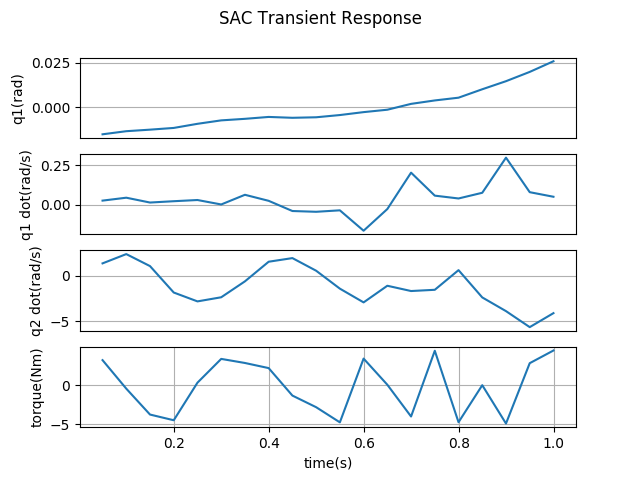 SAC Transient Response
q1(rad)
0.025
0.000
q1 dot(rad/s)
0.25
0.00
q2 dot(rad/s)
0
−5
torque(Nm)
0
−5
0.2 0.4 0.6 0.8 1.0
time(s)